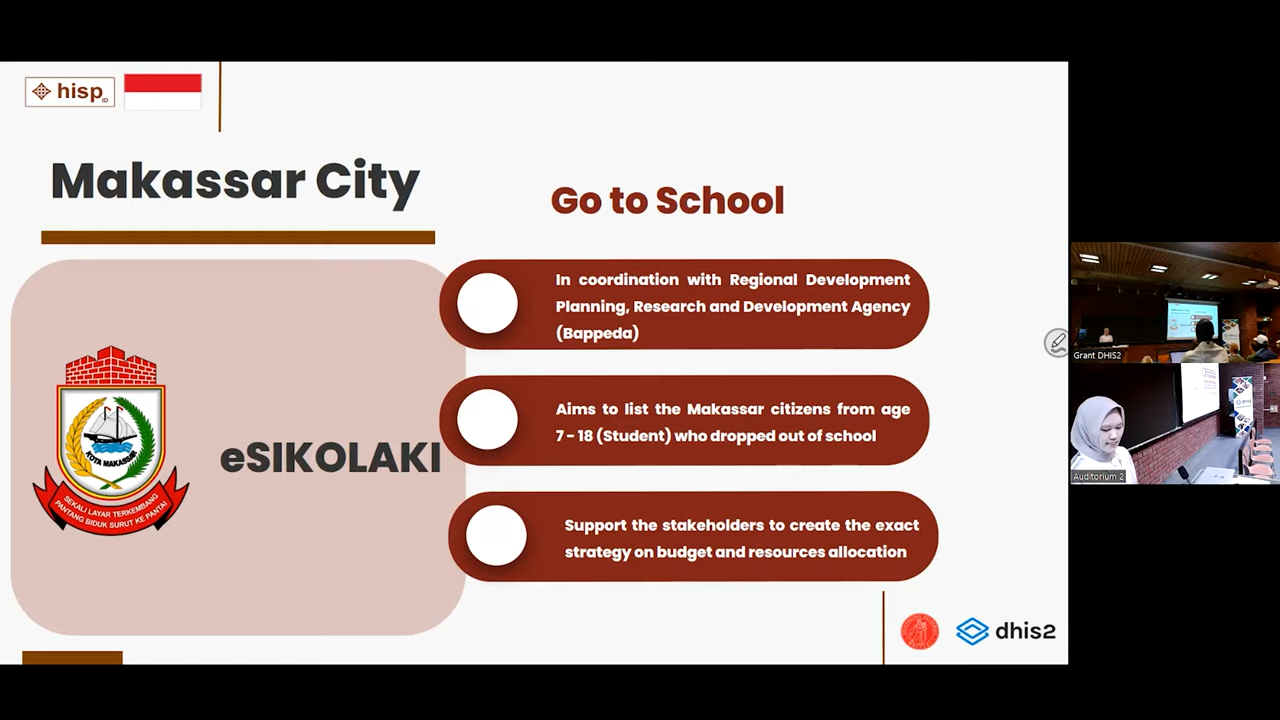 hisp
ID
Makassar City
Go to School
In coordination with Regional Development
Planning, Research and Development Agency
(Bappeda)
Aims to list the Makassar citizens from age
7 - 18 (Student) who dropped out of school
Support the stakeholders to create the exact
strategy on budget and resources allocation
eSIKOLAKI
KOTA MAKASSAR
SEKALI LAYAR TERKEMBANG
PANTANG BIDUK SURUT KE PANTAI
dhis2
Grant DHIS2
dhis2
Auditorium 2